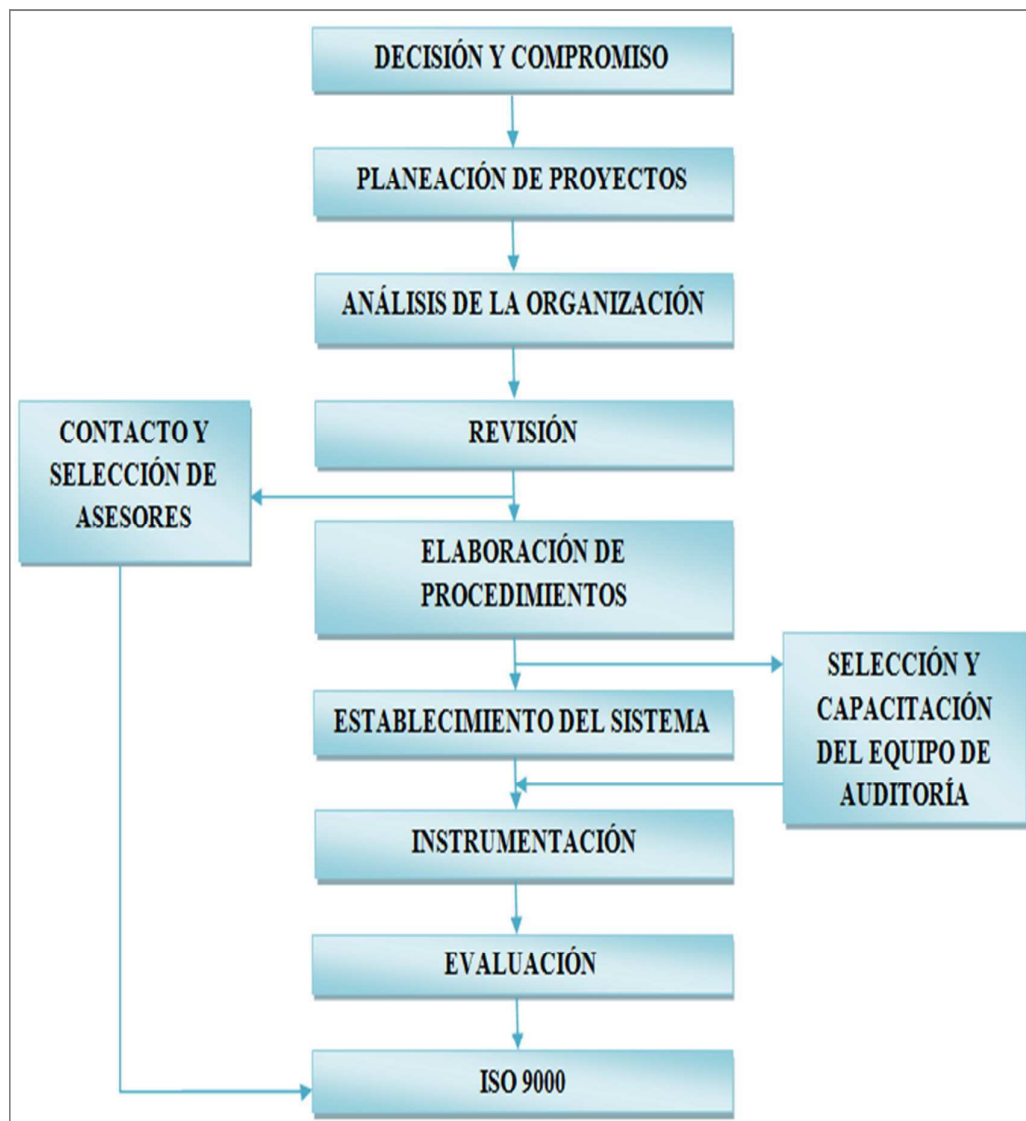 DECISIÓN Y COMPROMISO
PLANEACIÓN DE PROYECTOS
ANÁLISIS DE LA ORGANIZACIÓN
REVISIÓN
CONTACTO Y
SELECCIÓN DE
ASESORES
ELABORACIÓN DE
PROCEDIMIENTOS
SELECCIÓN Y
CAPACITACIÓN
DEL EQUIPO DE
AUDITORÍA
ESTABLECIMIENTO DEL SISTEMA
INSTRUMENTACIÓN
EVALUACIÓN
ISO 9000